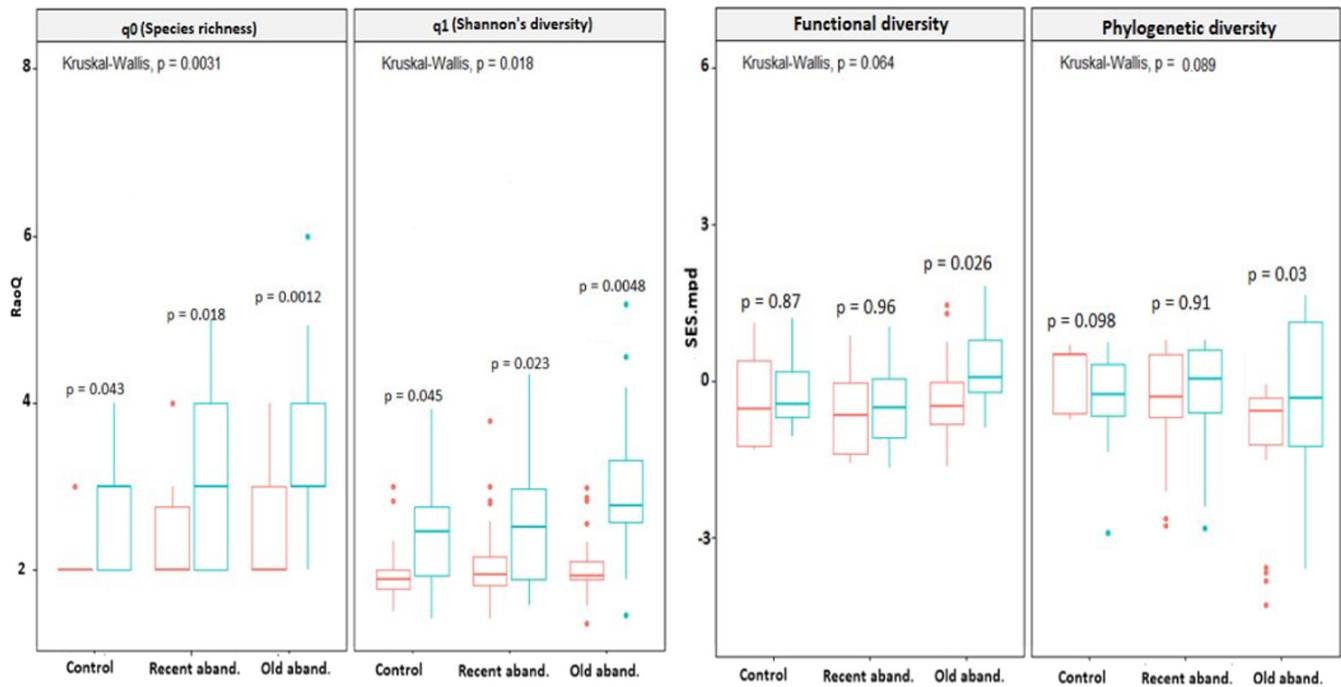 q0 (Species richness)
q1 (Shannon's diversity)
Kruskal-Wallis, p = 0.0031
Kruskal-Wallis, p = 0.018
RaoQ
8
6
4
2
p = 0.043
p = 0.018
p = 0.0012
p = 0.045
p = 0.023
p = 0.0048
Control
Recent aband.
Old aband.
Control
Recent aband.
Old aband.
Functional diversity
Phylogenetic diversity
Kruskal-Wallis, p = 0.064
Kruskal-Wallis, p = 0.089
SES.mpd
6
3
0
-3
p = 0.87
p = 0.96
p = 0.026
p = 0.098
p = 0.91
p = 0.03
Control
Recent aband.
Old aband.
Control
Recent aband.
Old aband.